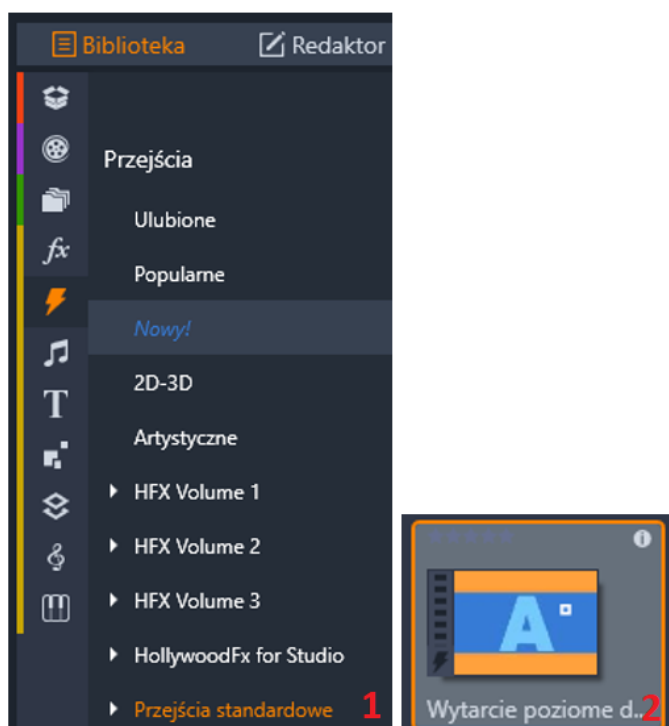 Biblioteka
Redaktor
Przejścia
Ulubione
Popularne
fx
Nowy!
2D-3D
T
Artystyczne
HFX Volume 1
HFX Volume 2
HFX Volume 3
HollywoodFx for Studio
Przejścia standardowe 1
A
Wytarcie poziome d... 2